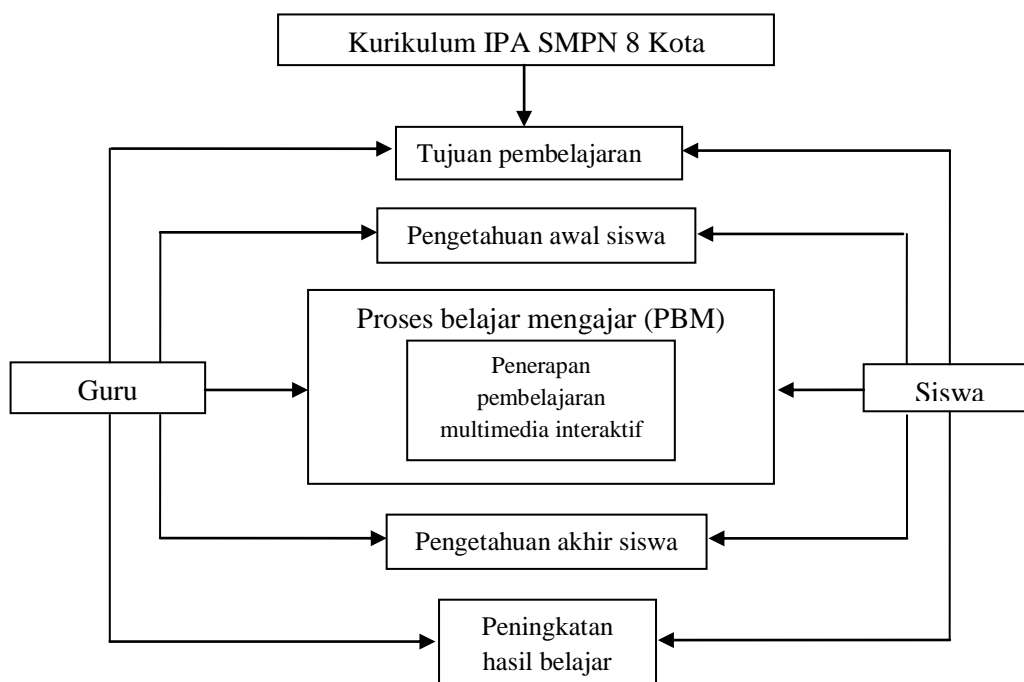 Kurikulum IPA SMPN 8 Kota
Tujuan pembelajaran
Pengetahuan awal siswa
Proses belajar mengajar (PBM)
Penerapan
pembelajaran
multimedia interaktif
Guru
Siswa
Pengetahuan akhir siswa
Peningkatan
hasil belajar